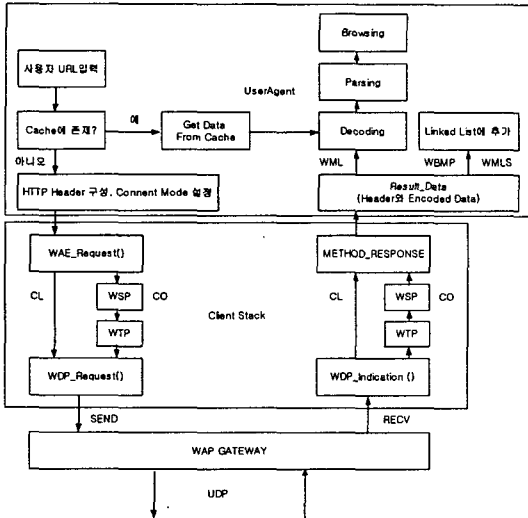 Browsing
사용자 URL입력
Parsing
UserAgent
Cache에 존재?
예
Get Data
From Cache
Decoding
Linked List에 추가
아니오
WML
WBMP
WMLS
HTTP Header 구성, Connent Mode 설정
Result_Data
(Header와 Encoded Data)
WAE_Request()
METHOD_RESPONSE
CL
WSP
CO
Client Stack
CL
WSP
CO
WTP
WTP
WDP_Request()
WDP_Indication ()
SEND
RECV
WAP GATEWAY
UDP